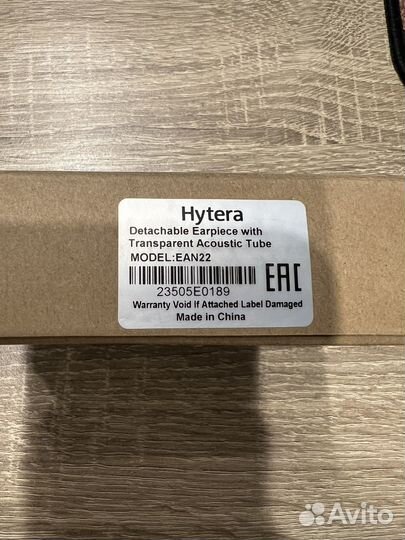 Hytera
Detachable Earpiece with
Transparent Acoustic Tube
MODEL:EAN22
23505E0189
EAC
Warranty Void If Attached Label Damaged
Made in China
Avito